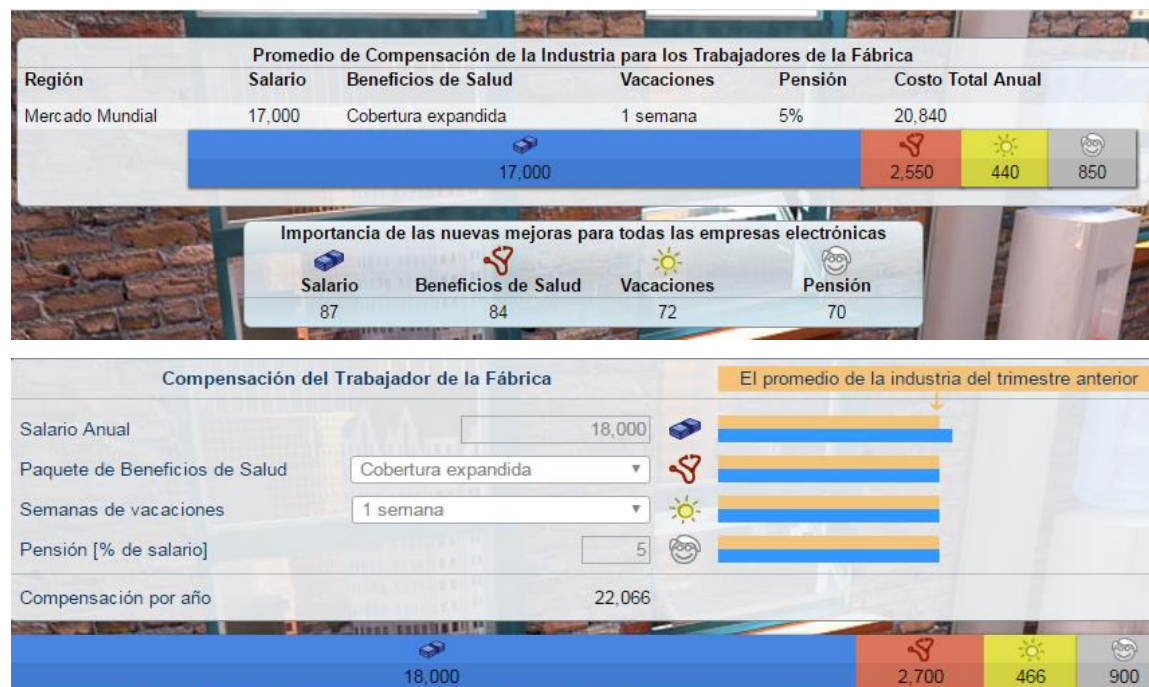 Promedio de Compensación de la Industria para los Trabajadores de la Fábrica
Región Salario Beneficios de Salud Vacaciones Pensión Costo Total Anual
Mercado Mundial 17,000 Cobertura expandida 1 semana 5% 20,840
17,000 2,550 440 850
Importancia de las nuevas mejoras para todas las empresas electrónicas
Salario Beneficios de Salud Vacaciones Pensión
87 84 72 70
Compensación del Trabajador de la Fábrica El promedio de la industria del trimestre anterior
Salario Anual 18,000
Paquete de Beneficios de Salud Cobertura expandida
Semanas de vacaciones 1 semana
Pensión [% de salario] 5
Compensación por año 22,066
18,000 2,700 466 900